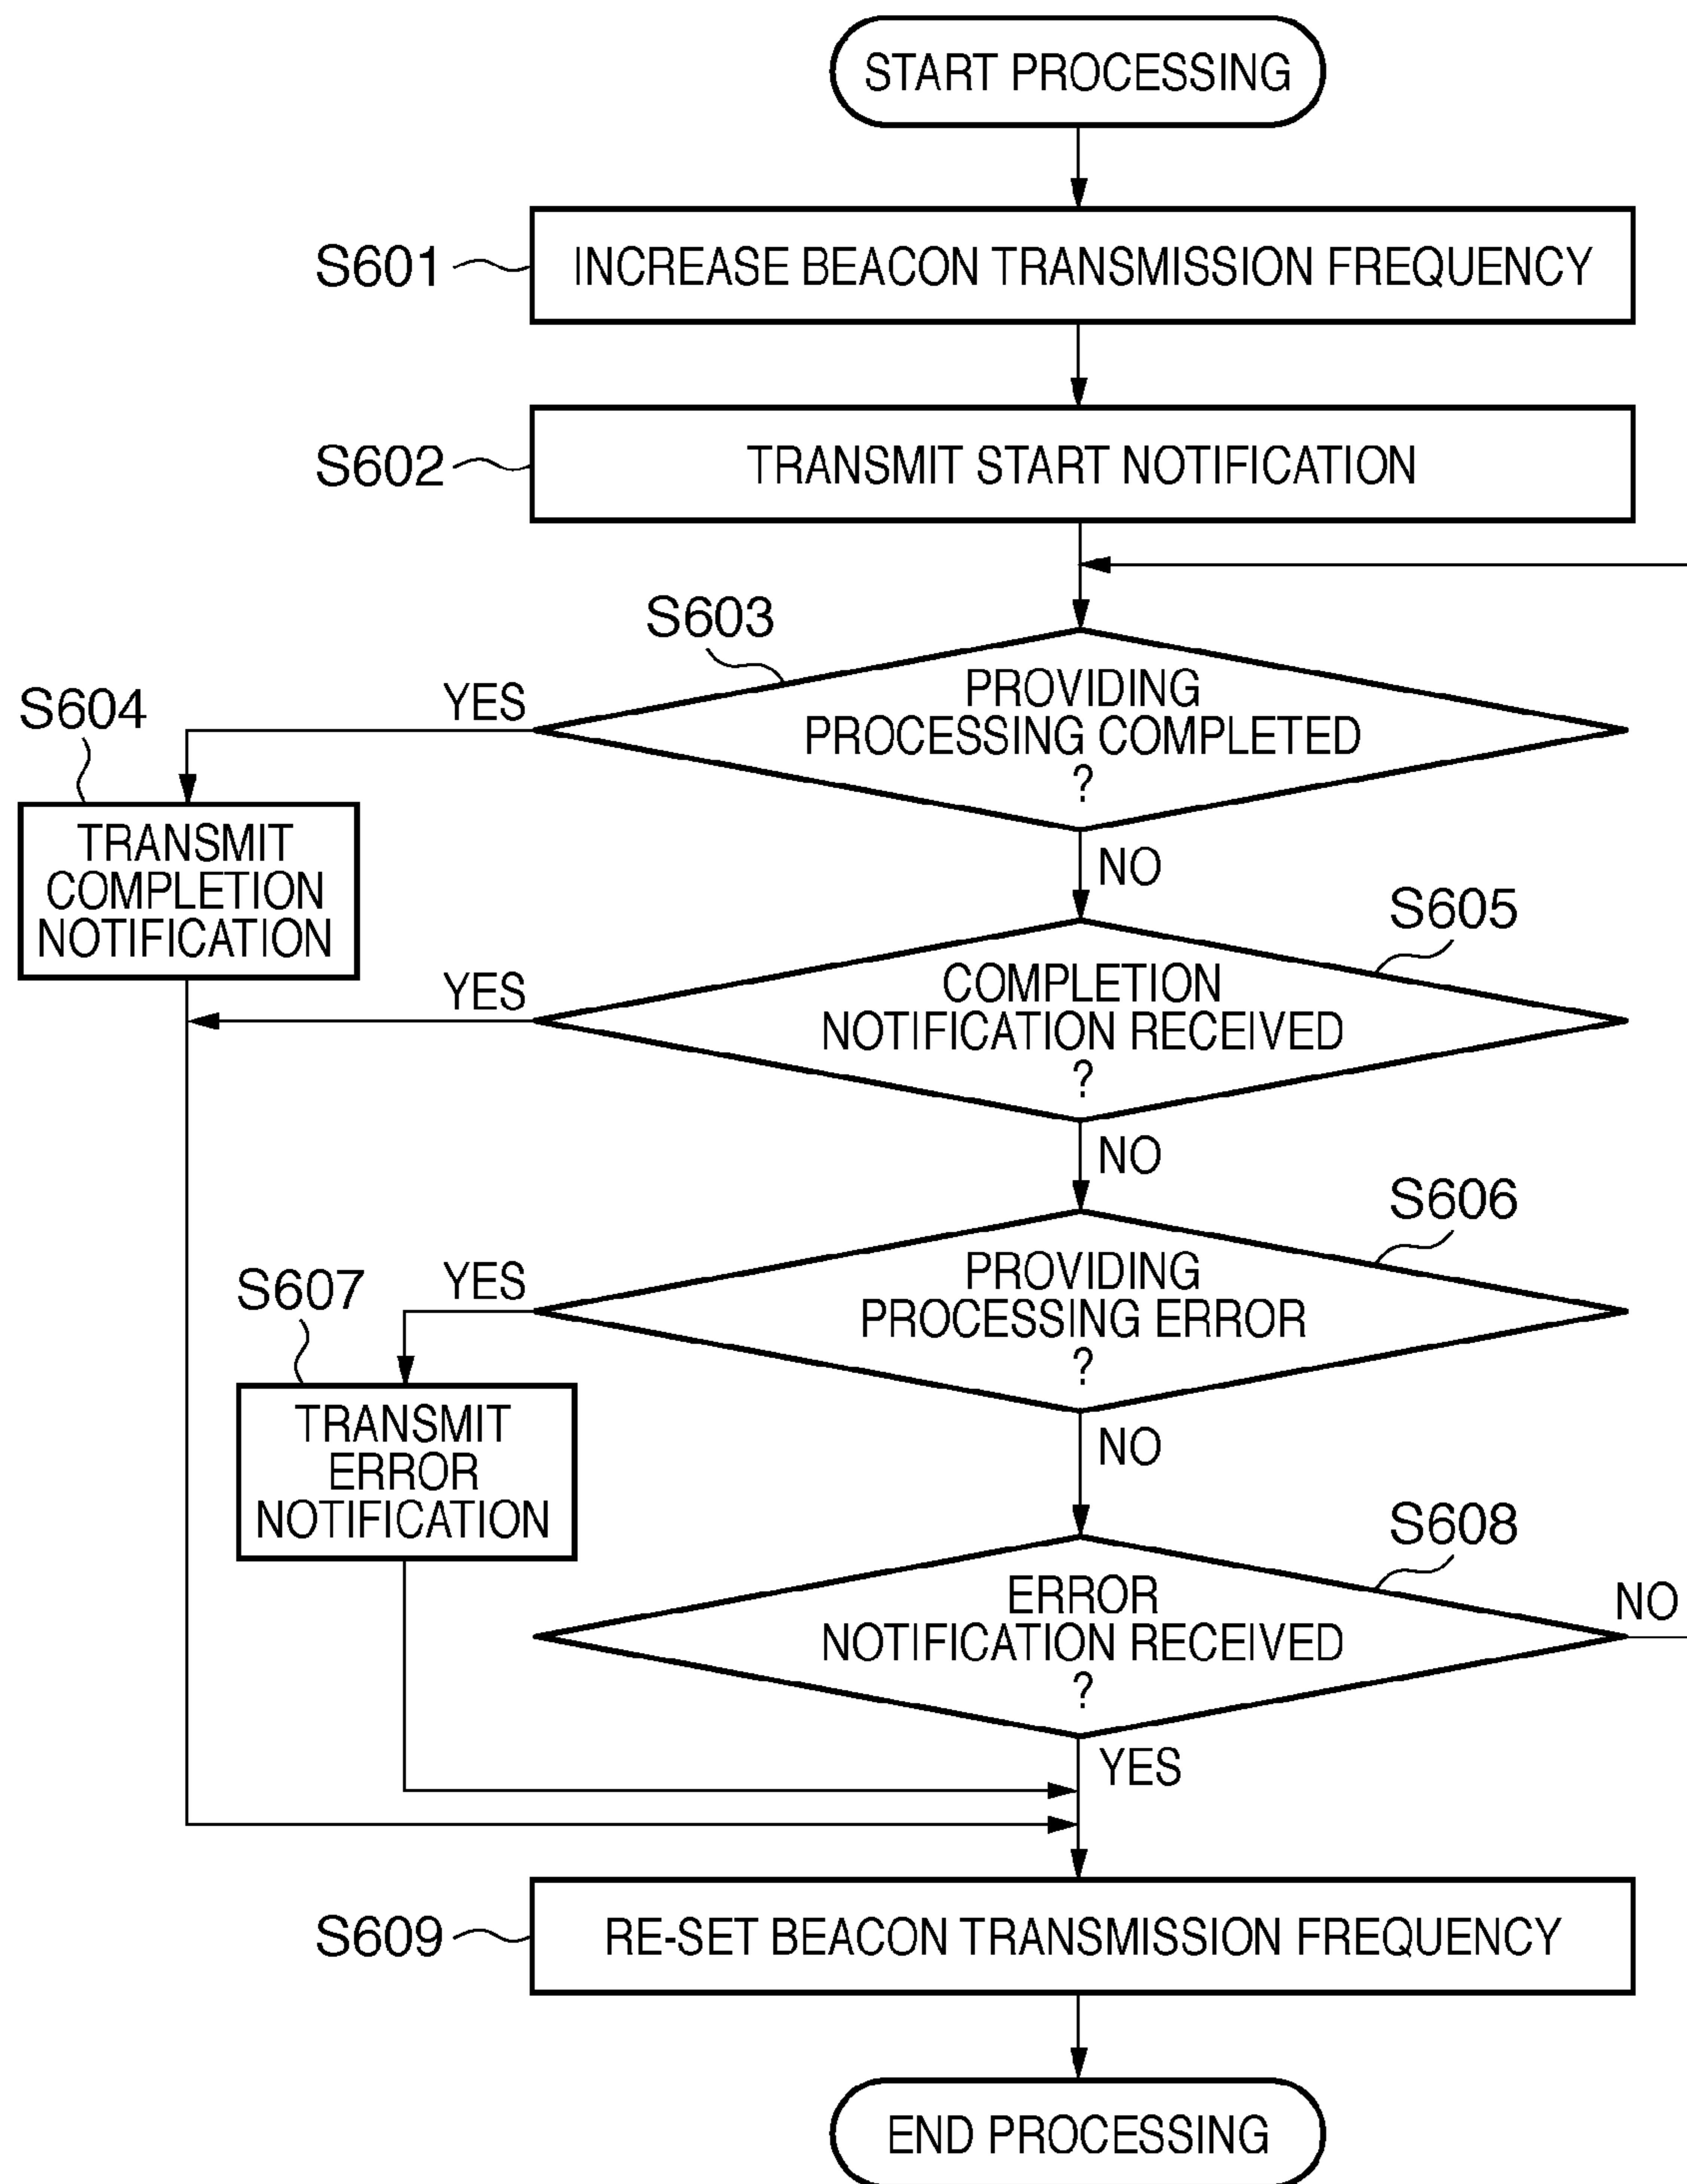 START PROCESSING
S601
INCREASE BEACON TRANSMISSION FREQUENCY
S602
TRANSMIT START NOTIFICATION
S603
PROVIDING
PROCESSING COMPLETED
?
YES
S604
TRANSMIT
COMPLETION
NOTIFICATION
NO
S605
COMPLETION
NOTIFICATION RECEIVED
?
YES
NO
S606
PROVIDING
PROCESSING ERROR
?
YES
S607
TRANSMIT
ERROR
NOTIFICATION
NO
S608
ERROR
NOTIFICATION RECEIVED
?
NO
YES
S609
RE-SET BEACON TRANSMISSION FREQUENCY
END PROCESSING